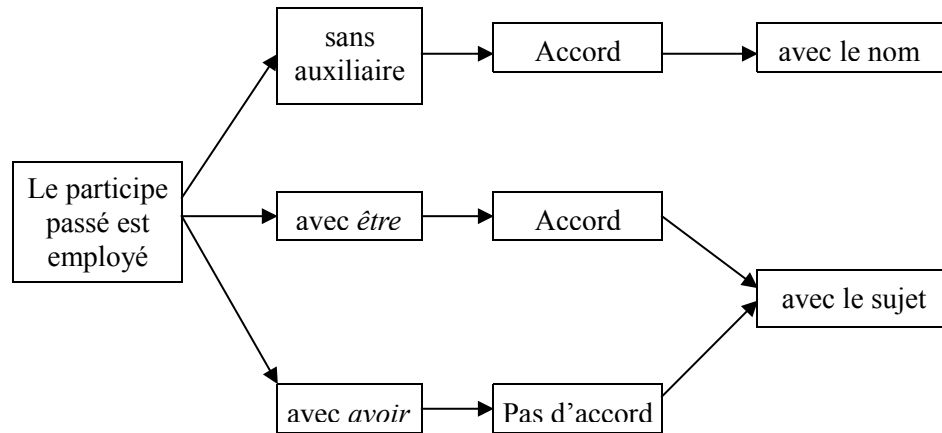 Le participe
passé est
employé
sans
auxiliaire
Accord
avec le nom
avec être
Accord
avec le sujet
avec avoir
Pas d’accord